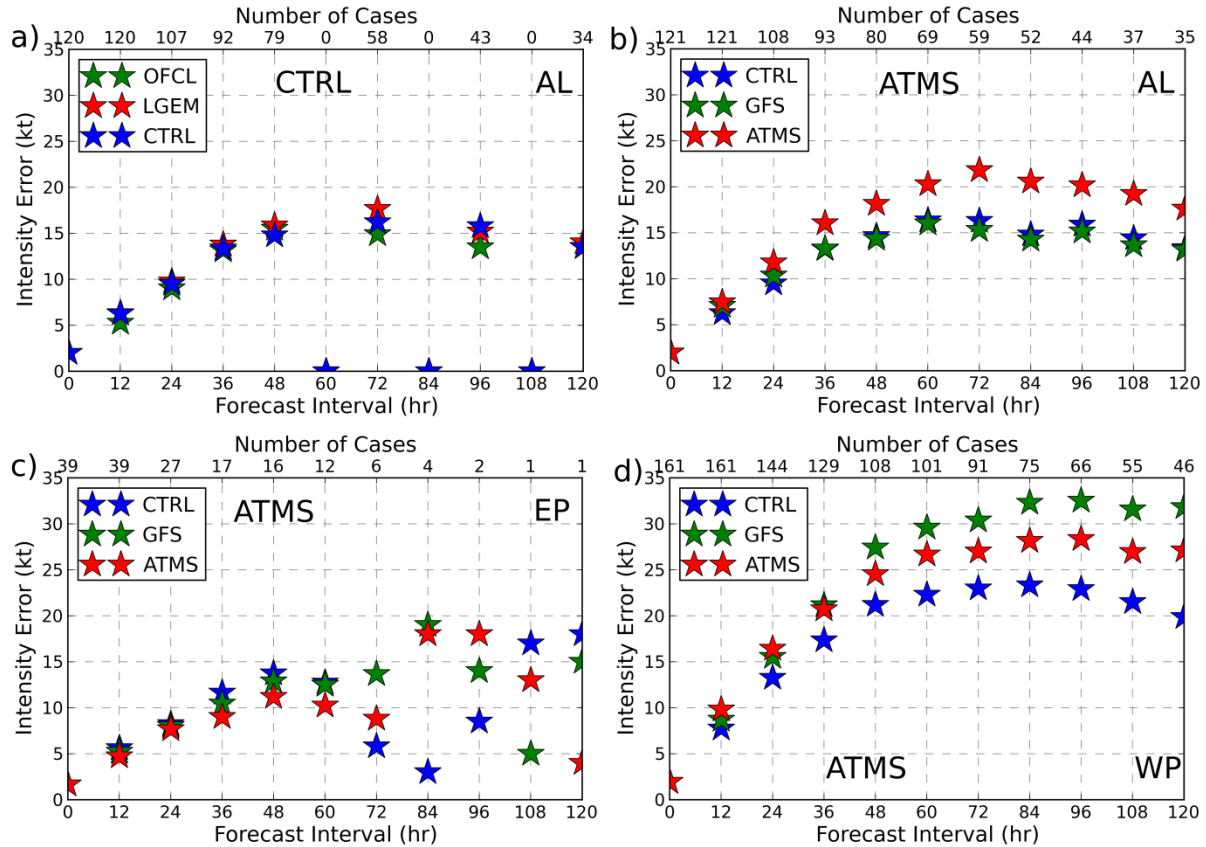 a)
Number of Cases
120 120 107 92 79 0 58 0 43 0 34
35
30
25
20
15
10
5
0
Intensity Error (kt)
OFCL
LGEM
CTRL
CTRL
AL
0 12 24 36 48 60 72 84 96 108 120
Forecast Interval (hr)
b)
Number of Cases
121 121 108 93 80 69 59 52 44 37 35
35
30
25
20
15
10
5
0
Intensity Error (kt)
CTRL
GFS
ATMS
ATMS
AL
0 12 24 36 48 60 72 84 96 108 120
Forecast Interval (hr)
c)
Number of Cases
39 39 27 17 16 12 6 4 2 1 1
35
30
25
20
15
10
5
0
Intensity Error (kt)
CTRL
GFS
ATMS
ATMS
EP
0 12 24 36 48 60 72 84 96 108 120
Forecast Interval (hr)
d)
Number of Cases
161 161 144 129 108 101 91 75 66 55 46
35
30
25
20
15
10
5
0
Intensity Error (kt)
CTRL
GFS
ATMS
ATMS
WP
0 12 24 36 48 60 72 84 96 108 120
Forecast Interval (hr)